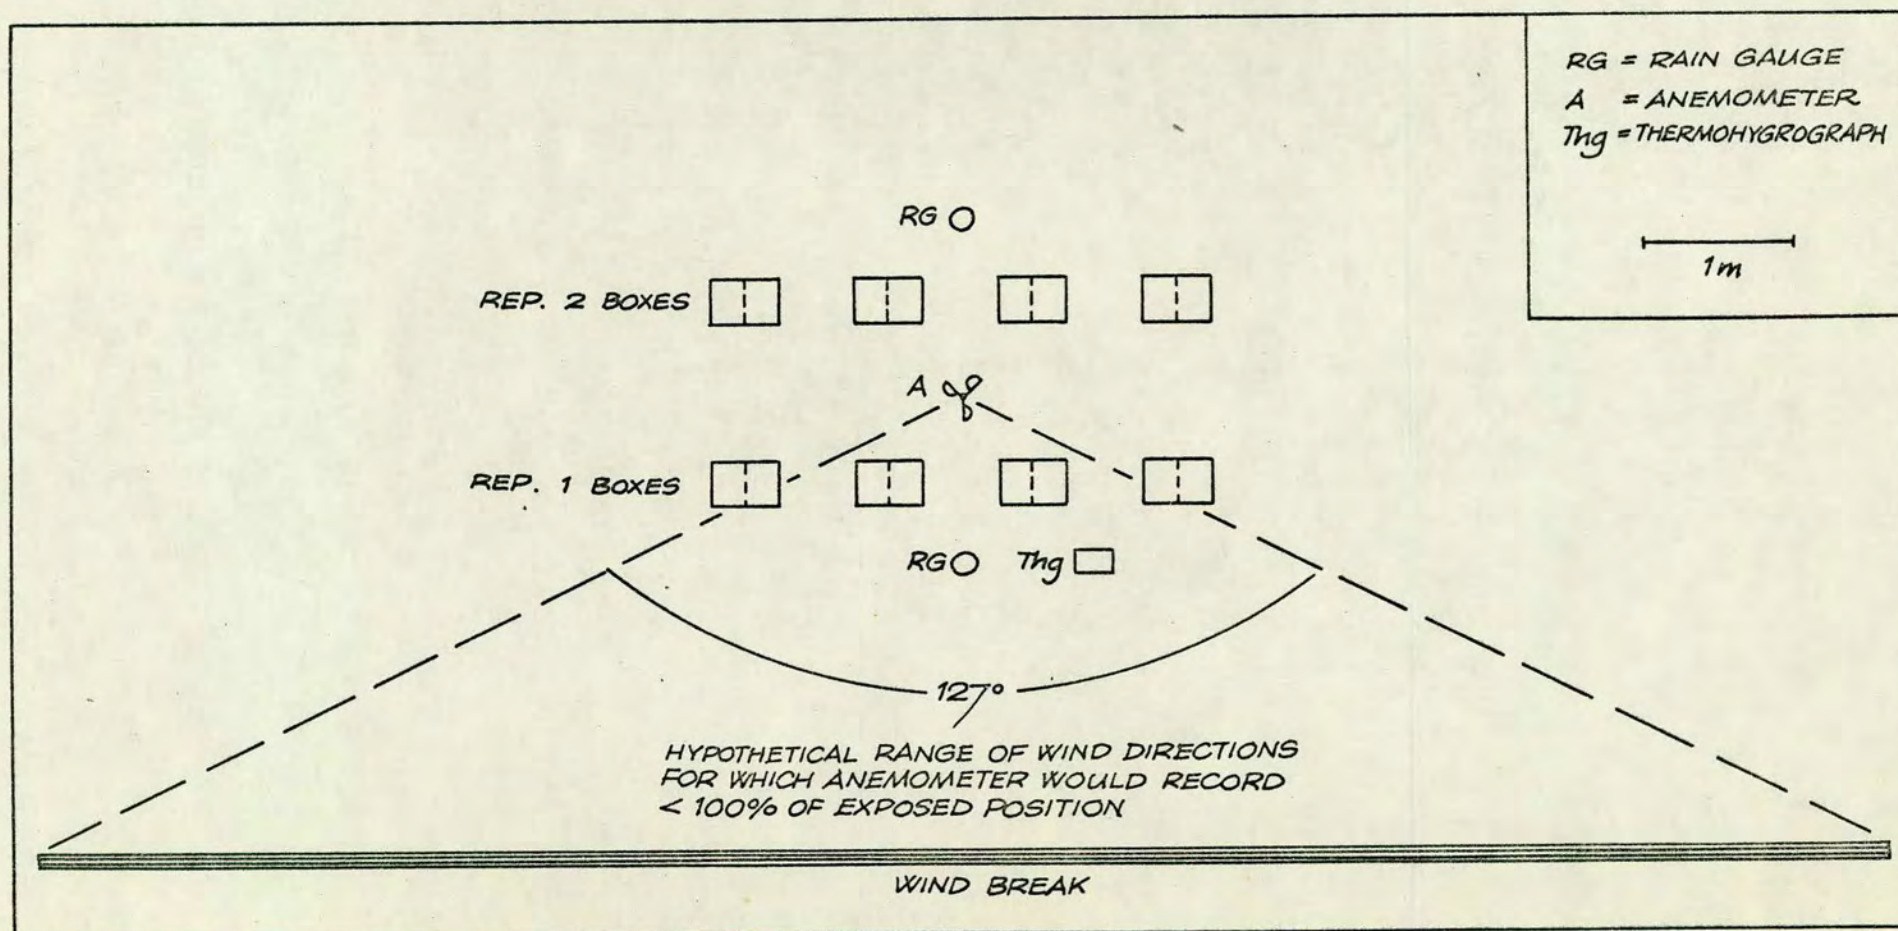 RG = RAIN GAUGE
A = ANEMOMETER
Thg = THERMOHYGROGRAPH
1m
RG
REP. 2 BOXES
A
REP. 1 BOXES
RG Thg
127°
HYPOTHETICAL RANGE OF WIND DIRECTIONS
FOR WHICH ANEMOMETER WOULD RECORD
< 100% OF EXPOSED POSITION
WIND BREAK